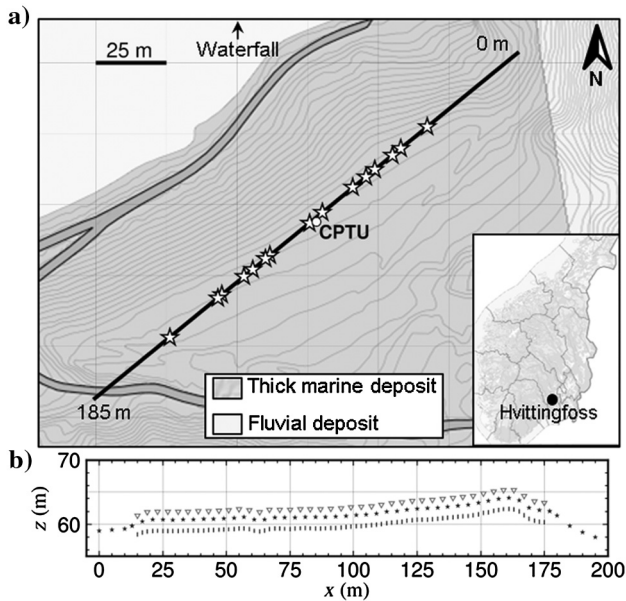 a)
25 m
Waterfall
0 m
N
CPTU
185 m
Thick marine deposit
Fluvial deposit
Hvittingfoss
b)
70
60
z (m)
0 25 50 75 100 125 150 175 200
x (m)